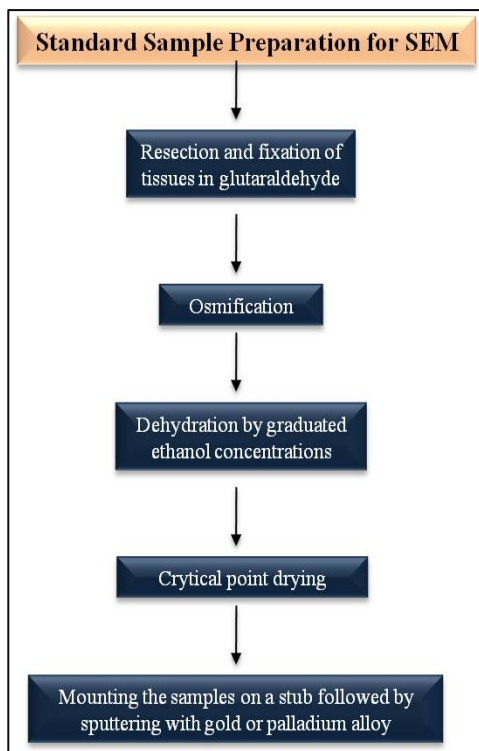 Standard Sample Preparation for SEM
Resection and fixation of
tissues in glutaraldehyde
Osmification
Dehydration by graduated
ethanol concentrations
Crytical point drying
Mounting the samples on a stub followed by
sputtering with gold or palladium alloy